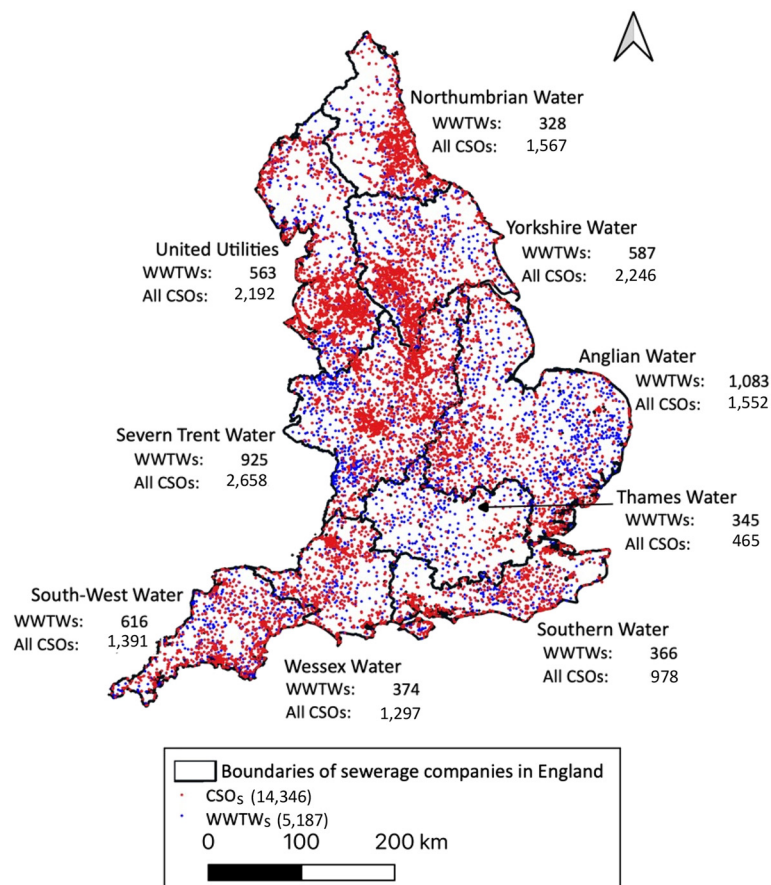 Northumbrian Water
WWTWs: 328
All CSOs: 1,567
Yorkshire Water
WWTWs: 587
All CSOs: 2,246
United Utilities
WWTWs: 563
All CSOs: 2,192
Anglian Water
WWTWs: 1,083
All CSOs: 1,552
Severn Trent Water
WWTWs: 925
All CSOs: 2,658
Thames Water
WWTWs: 345
All CSOs: 465
South-West Water
WWTWs: 616
All CSOs: 1,391
Southern Water
WWTWs: 366
All CSOs: 978
Wessex Water
WWTWs: 374
All CSOs: 1,297
Boundaries of sewerage companies in England
CSOs (14,346)
WWTWs (5,187)
0 100 200 km